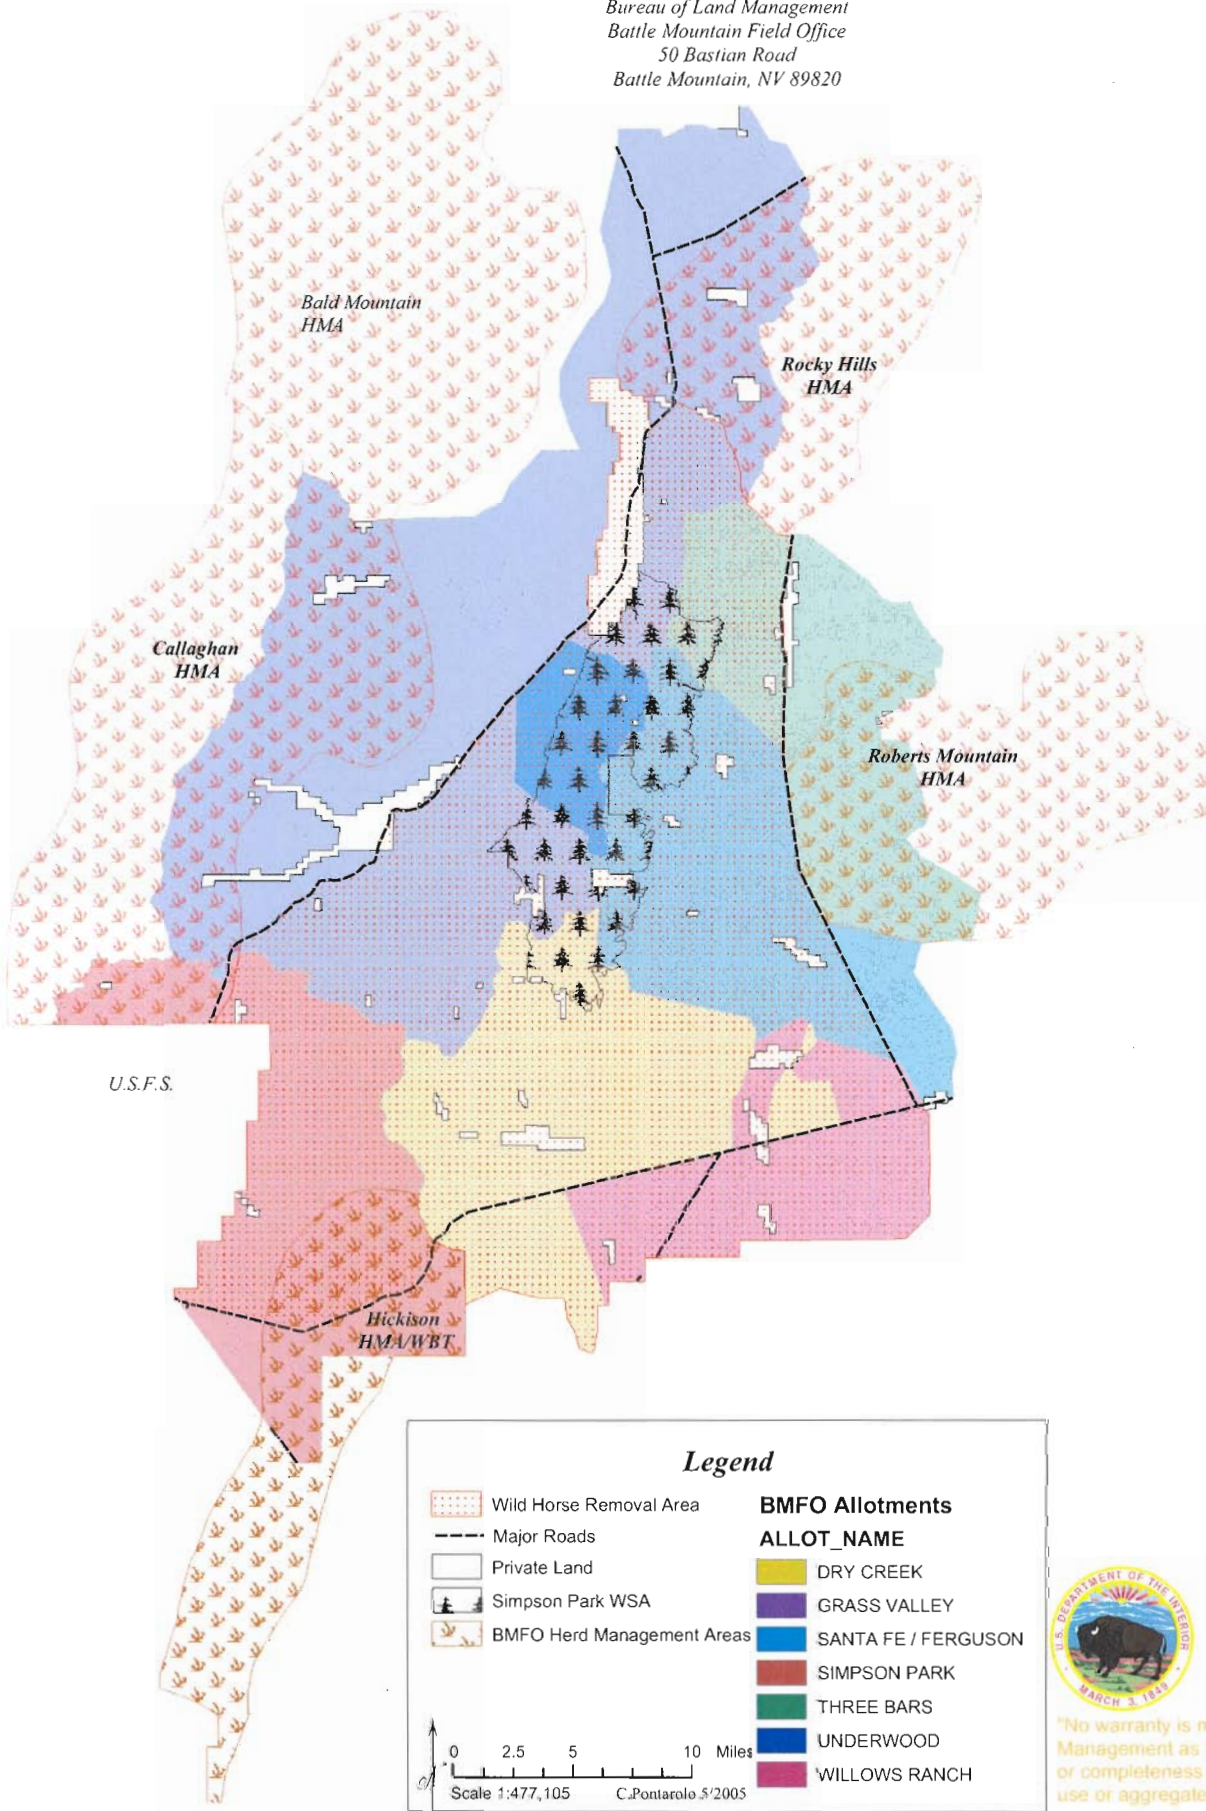 Bureau of Land Management
Battle Mountain Field Office
50 Bastian Road
Battle Mountain, NV 89820
Bald Mountain
HMA
Rocky Hills
HMA
Callaghan
HMA
Roberts Mountain
HMA
U.S.F.S.
Hickison
HMA/WBT
Legend
Wild Horse Removal Area
Major Roads
Private Land
Simpson Park WSA
BMFO Herd Management Areas
BMFO Allotments
ALLOT_NAME
DRY CREEK
GRASS VALLEY
SANTA FE / FERGUSON
SIMPSON PARK
THREE BARS
UNDERWOOD
WILLOWS RANCH
0 2.5 5 10 Miles
Scale 1:477,105 C.Pontarolo 5/2005
U.S. DEPARTMENT OF THE INTERIOR
MARCH 3, 1849
"No warranty is
Management as
or completeness
use or aggregate